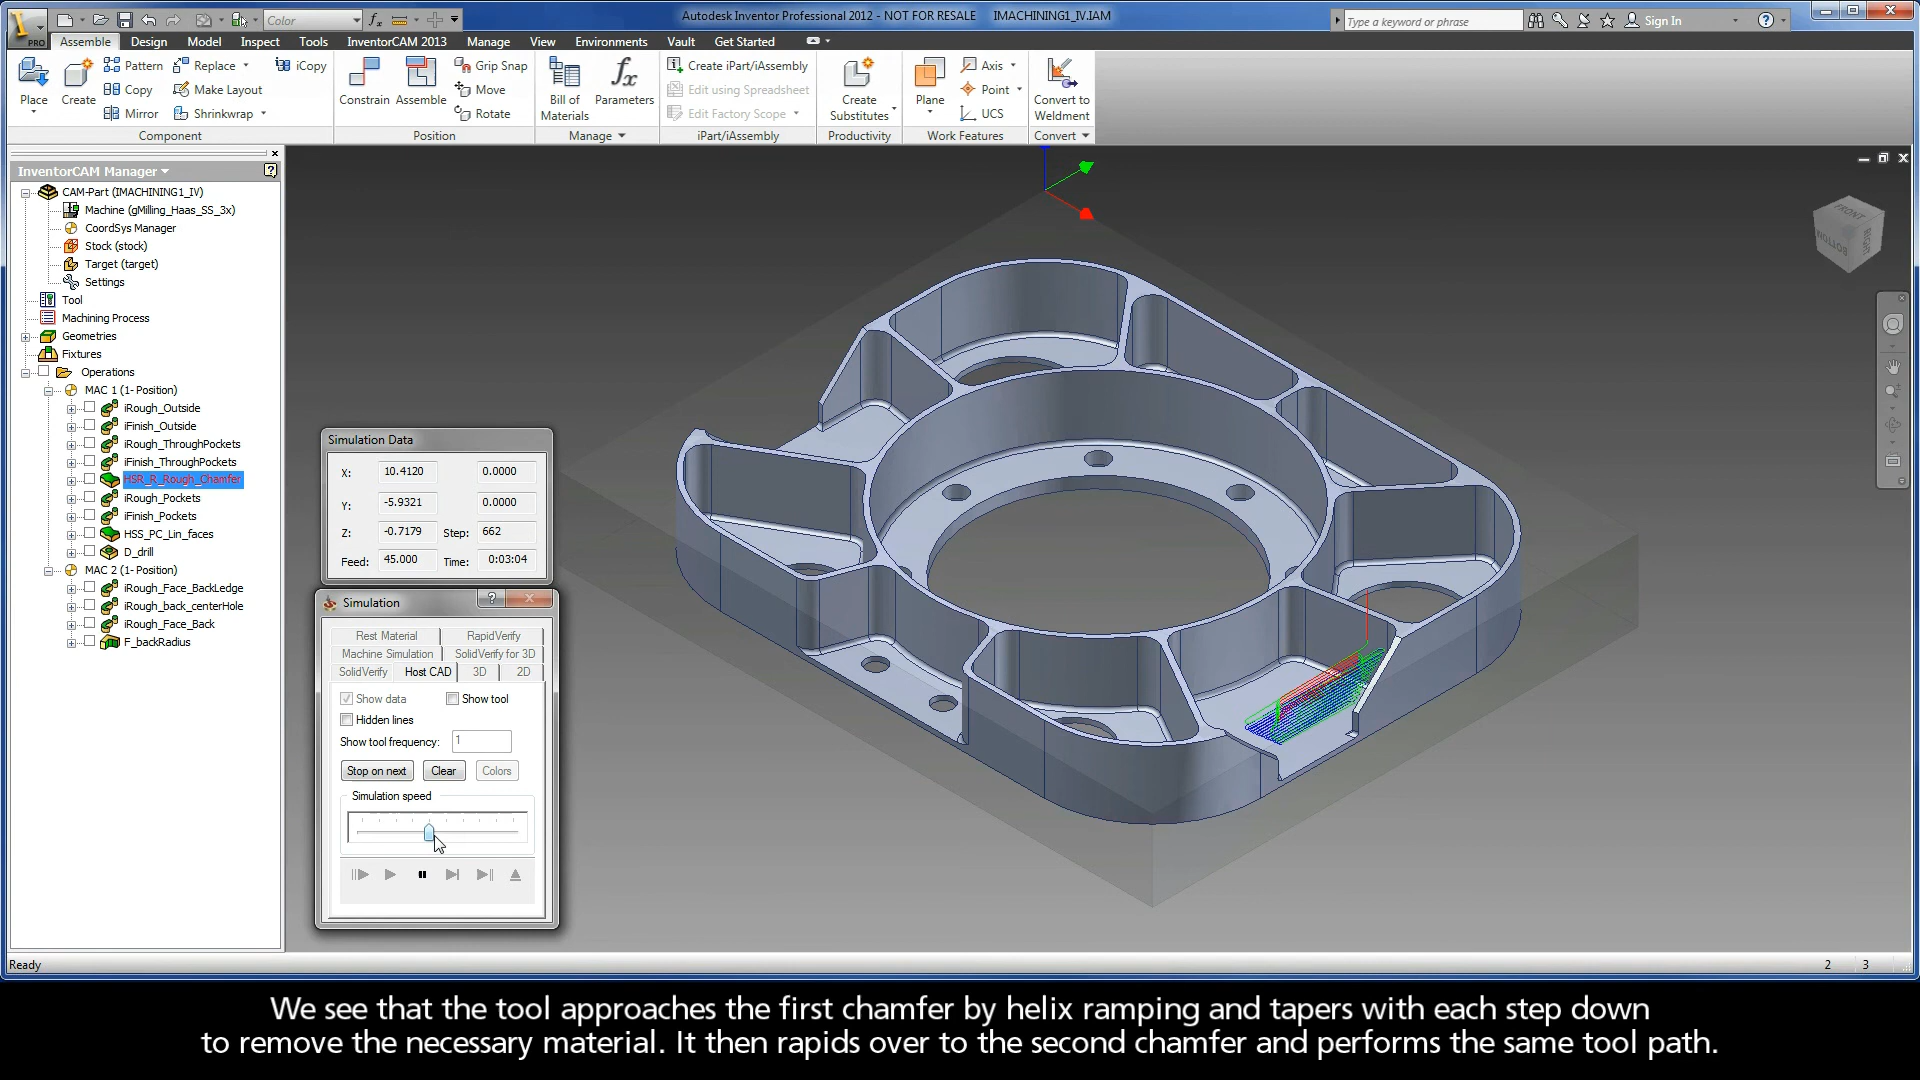 Color
Autodesk Inventor Professional 2012 - NOT FOR RESALE IMACHINING1_IV.IAM
Type a keyword or phrase
Sign In
PRO
Assemble Design Model Inspect Tools InventorCAM 2013 Manage View Environments Vault Get Started
Place
Create
Pattern
Copy
Mirror
Replace
Make Layout
Shrinkwrap
iCopy
Component
Constrain
Assemble
Grip Snap
Move
Rotate
Position
Bill of
Materials
Parameters
Manage
Create iPart/iAssembly
Edit using Spreadsheet
Edit Factory Scope
iPart/iAssembly
Create
Substitutes
Productivity
Plane
Axis
Point
UCS
Work Features
Convert to
Weldment
Convert
InventorCAM Manager
CAM-Part (IMACHINING1_IV)
Machine (gMilling_Haas_SS_3x)
CoordSys Manager
Stock (stock)
Target (target)
Settings
Tool
Machining Process
Geometries
Fixtures
Operations
MAC 1 (1- Position)
iRough_Outside
iFinish_Outside
iRough_ThroughPockets
iFinish_ThroughPockets
HSR_R_Rough_Chamfer
iRough_Pockets
iFinish_Pockets
HSS_PC_Lin_faces
D_drill
MAC 2 (1- Position)
iRough_Face_BackLedge
iRough_back_centerHole
iRough_Face_Back
F_backRadius
Simulation Data
X: 10.4120 0.0000
Y: -5.9321 0.0000
Z: -0.7179 Step: 662
Feed: 45.000 Time: 0:03:04
Simulation
Rest Material RapidVerify
Machine Simulation SolidVerify for 3D
SolidVerify Host CAD 3D 2D
Show data Show tool
Hidden lines
Show tool frequency: 1
Stop on next Clear Colors
Simulation speed
FRONT
BOTTOM
RIGHT
Ready
2 3
We see that the tool approaches the first chamfer by helix ramping and tapers with each step down
to remove the necessary material. It then rapids over to the second chamfer and performs the same tool path.